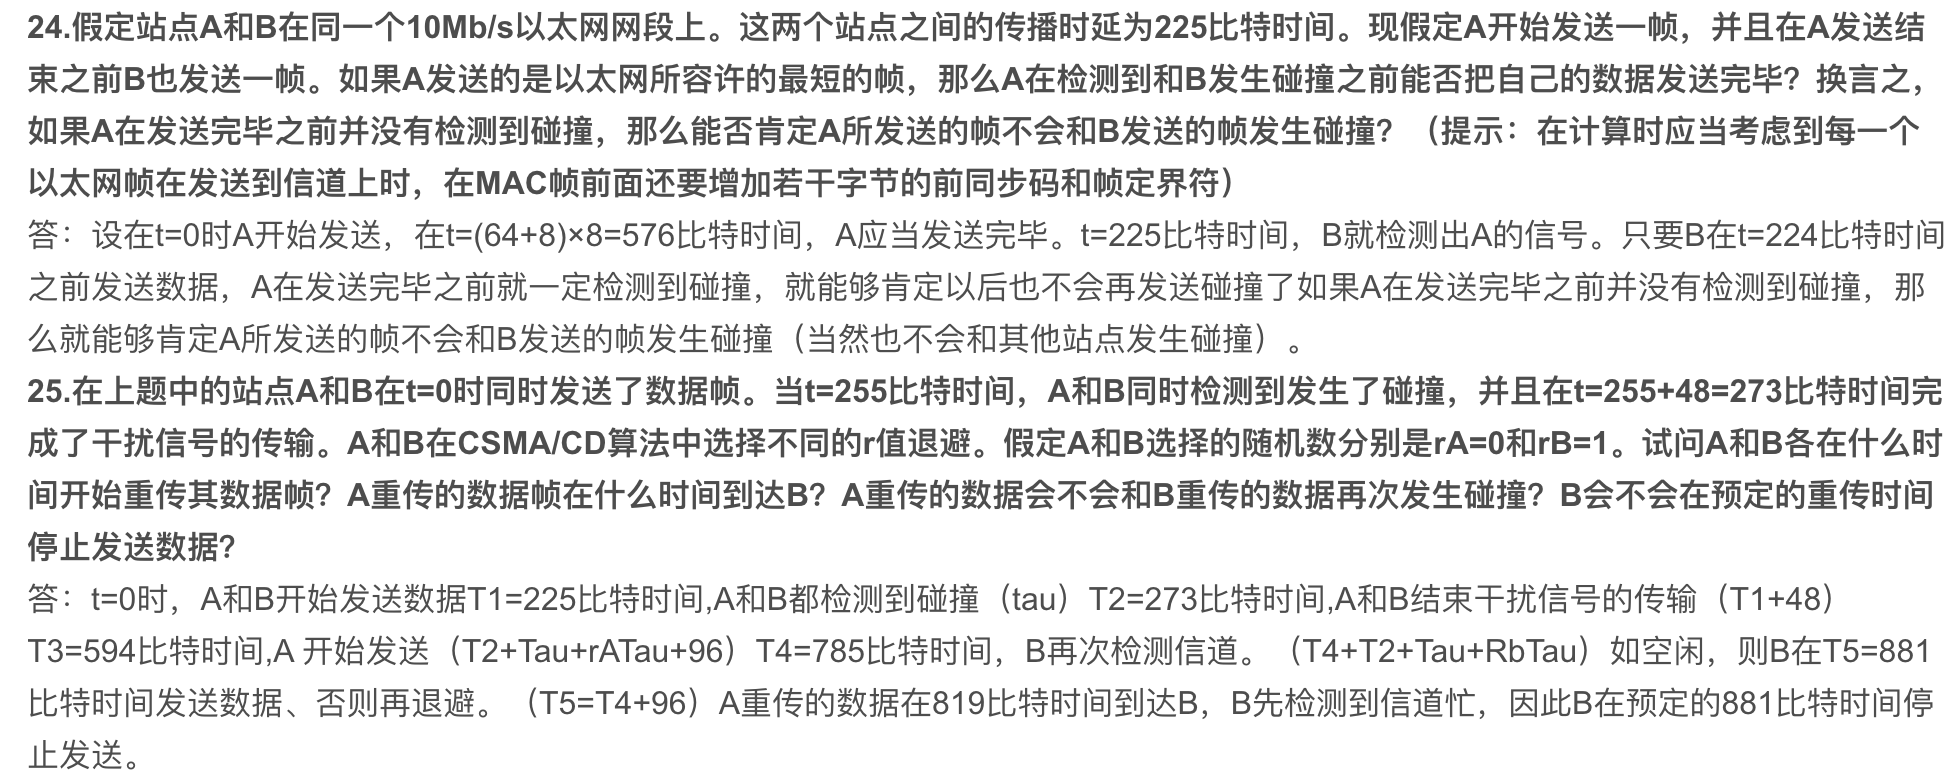 24.假定站点A和B在同一个10Mb/s以太网网段上。这两个站点之间的传播时延为225比特时间。现假定A开始发送一帧，并且在A发送结
束之前B也发送一帧。如果A发送的是以太网所容许的最短的帧，那么A在检测到和B发生碰撞之前能否把自己的数据发送完毕？换言之，
如果A在发送完毕之前并没有检测到碰撞，那么能否肯定A所发送的帧不会和B发送的帧发生碰撞？（提示：在计算时应当考虑到每一个
以太网帧在发送到信道上时，在MAC帧前面还要增加若干字节的前同步码和帧定界符）
答：设在t=0时A开始发送，在t=(64+8)×8=576比特时间，A应当发送完毕。t=225比特时间，B就检测出A的信号。只要B在t=224比特时间
之前发送数据，A在发送完毕之前就一定检测到碰撞，就能够肯定以后也不会再发送碰撞了如果A在发送完毕之前并没有检测到碰撞，那
么就能够肯定A所发送的帧不会和B发送的帧发生碰撞（当然也不会和其他站点发生碰撞）。
25.在上题中的站点A和B在t=0时同时发送了数据帧。当t=255比特时间，A和B同时检测到发生了碰撞，并且在t=255+48=273比特时间完
成了干扰信号的传输。A和B在CSMA/CD算法中选择不同的r值退避。假定A和B选择的随机数分别是rA=0和rB=1。试问A和B各在什么时
间开始重传其数据帧？A重传的数据帧在什么时间到达B？A重传的数据会不会和B重传的数据再次发生碰撞？B会不会在预定的重传时间
停止发送数据？
答：t=0时，A和B开始发送数据T1=225比特时间,A和B都检测到碰撞（tau）T2=273比特时间,A和B结束干扰信号的传输（T1+48）
T3=594比特时间,A 开始发送（T2+Tau+rATau+96）T4=785比特时间，B再次检测信道。（T4+T2+Tau+RbTau）如空闲，则B在T5=881
比特时间发送数据、否则再退避。（T5=T4+96）A重传的数据在819比特时间到达B，B先检测到信道忙，因此B在预定的881比特时间停
止发送。